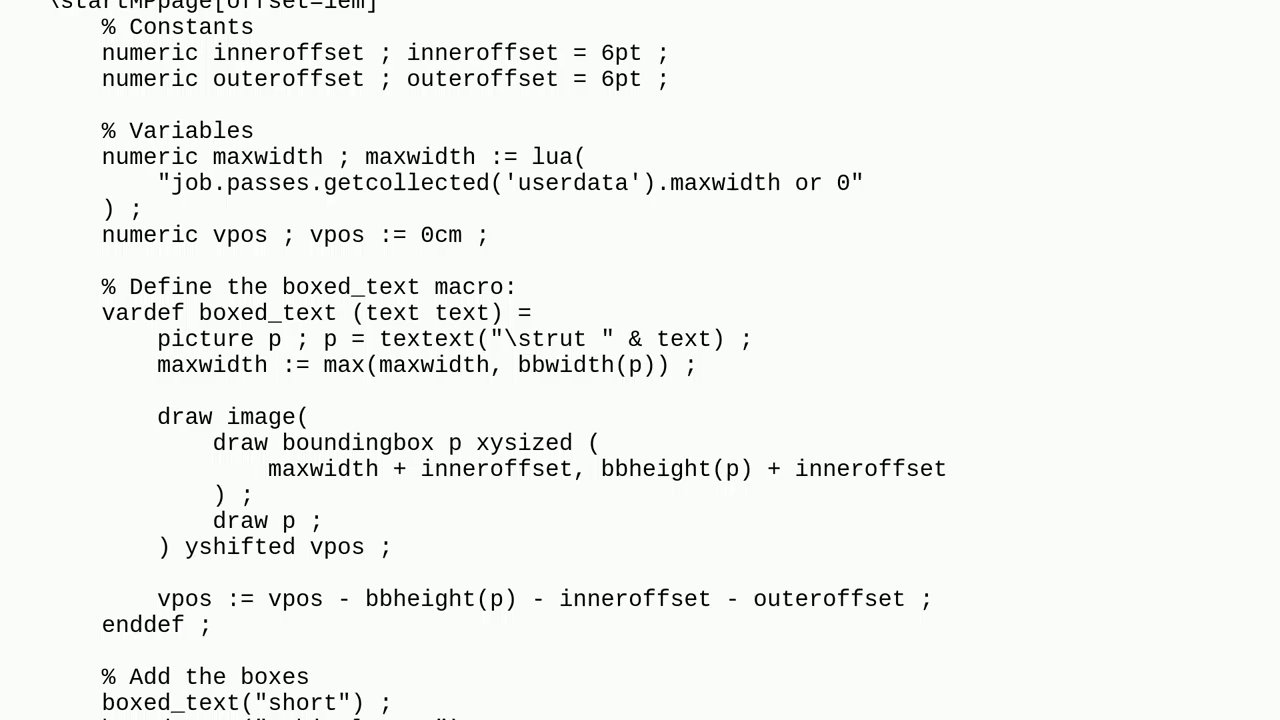 \startMPpage[offset=1em]
% Constants
numeric inneroffset ; inneroffset = 6pt ;
numeric outeroffset ; outeroffset = 6pt ;
% Variables
numeric maxwidth ; maxwidth := lua(
"job.passes.getcollected('userdata').maxwidth or 0"
) ;
numeric vpos ; vpos := 0cm ;
% Define the boxed_text macro:
vardef boxed_text (text text) =
picture p ; p = textext("\strut " & text) ;
maxwidth := max(maxwidth, bbwidth(p)) ;
draw image(
draw boundingbox p xysized (
maxwidth + inneroffset, bbheight(p) + inneroffset
) ;
draw p ;
) yshifted vpos ;
vpos := vpos - bbheight(p) - inneroffset - outeroffset ;
enddef ;
% Add the boxes
boxed_text("short") ;